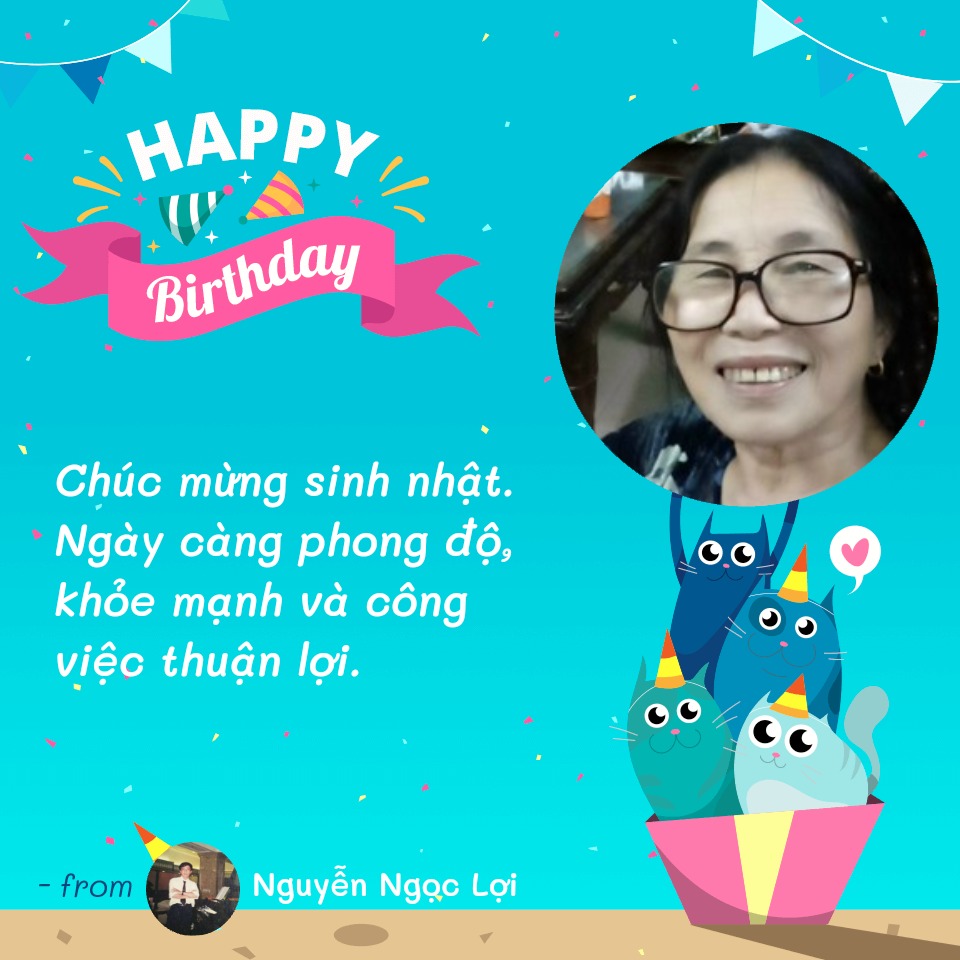 HAPPY
Birthday
Chúc mừng sinh nhật.
Ngày càng phong độ,
khỏe mạnh và công
việc thuận lợi.
- from Nguyễn Ngọc Lợi